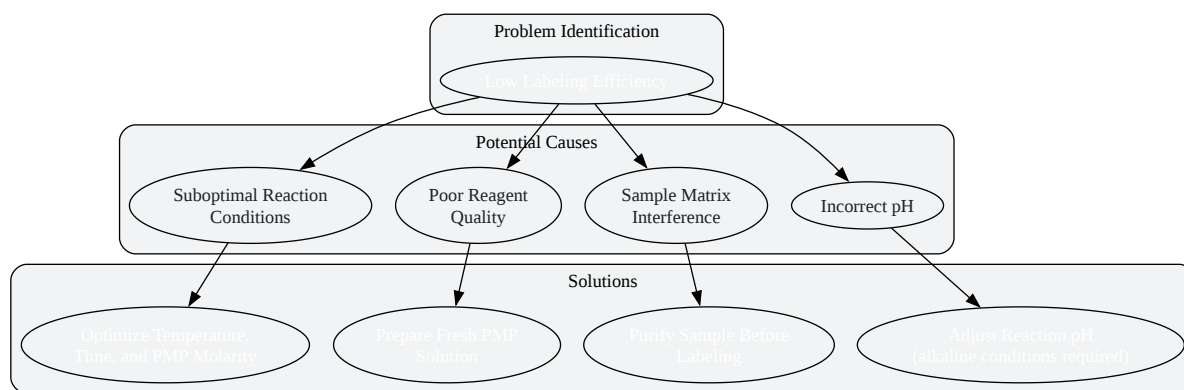 Problem Identification
Low Labeling Efficiency
Potential Causes
Suboptimal Reaction
Conditions
Poor Reagent
Quality
Sample Matrix
Interference
Incorrect pH
Solutions
Optimize Temperature,
Time, and PMP Molarity
Prepare Fresh PMP
Solution
Purify Sample Before
Labeling
Adjust Reaction pH
(alkaline conditions required)